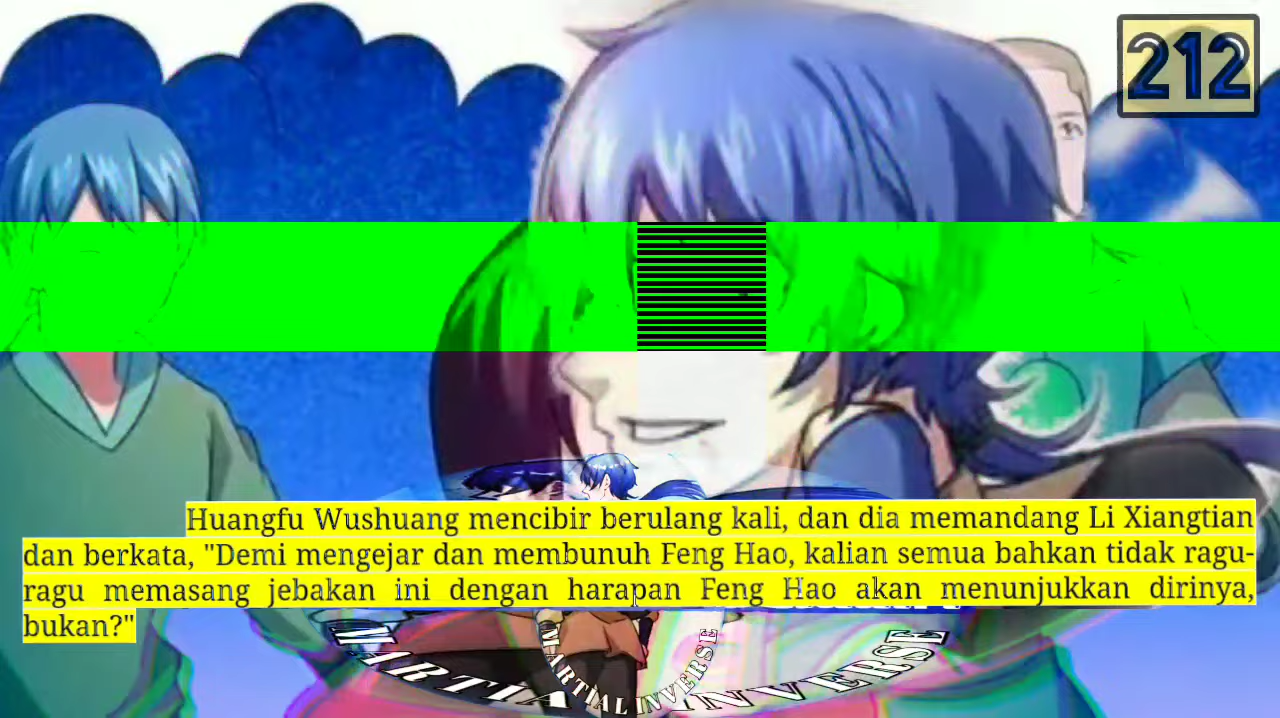 212
Huangfu Wushuang mencibir berulang kali, dan dia memandang Li Xiangtian
dan berkata, "Demi mengejar dan membunuh Feng Hao, kalian semua bahkan tidak ragu-
ragu memasang jebakan ini dengan harapan Feng Hao akan menunjukkan dirinya,
bukan?"
MARTIAL INVERSE
MARTIAL INVERSE